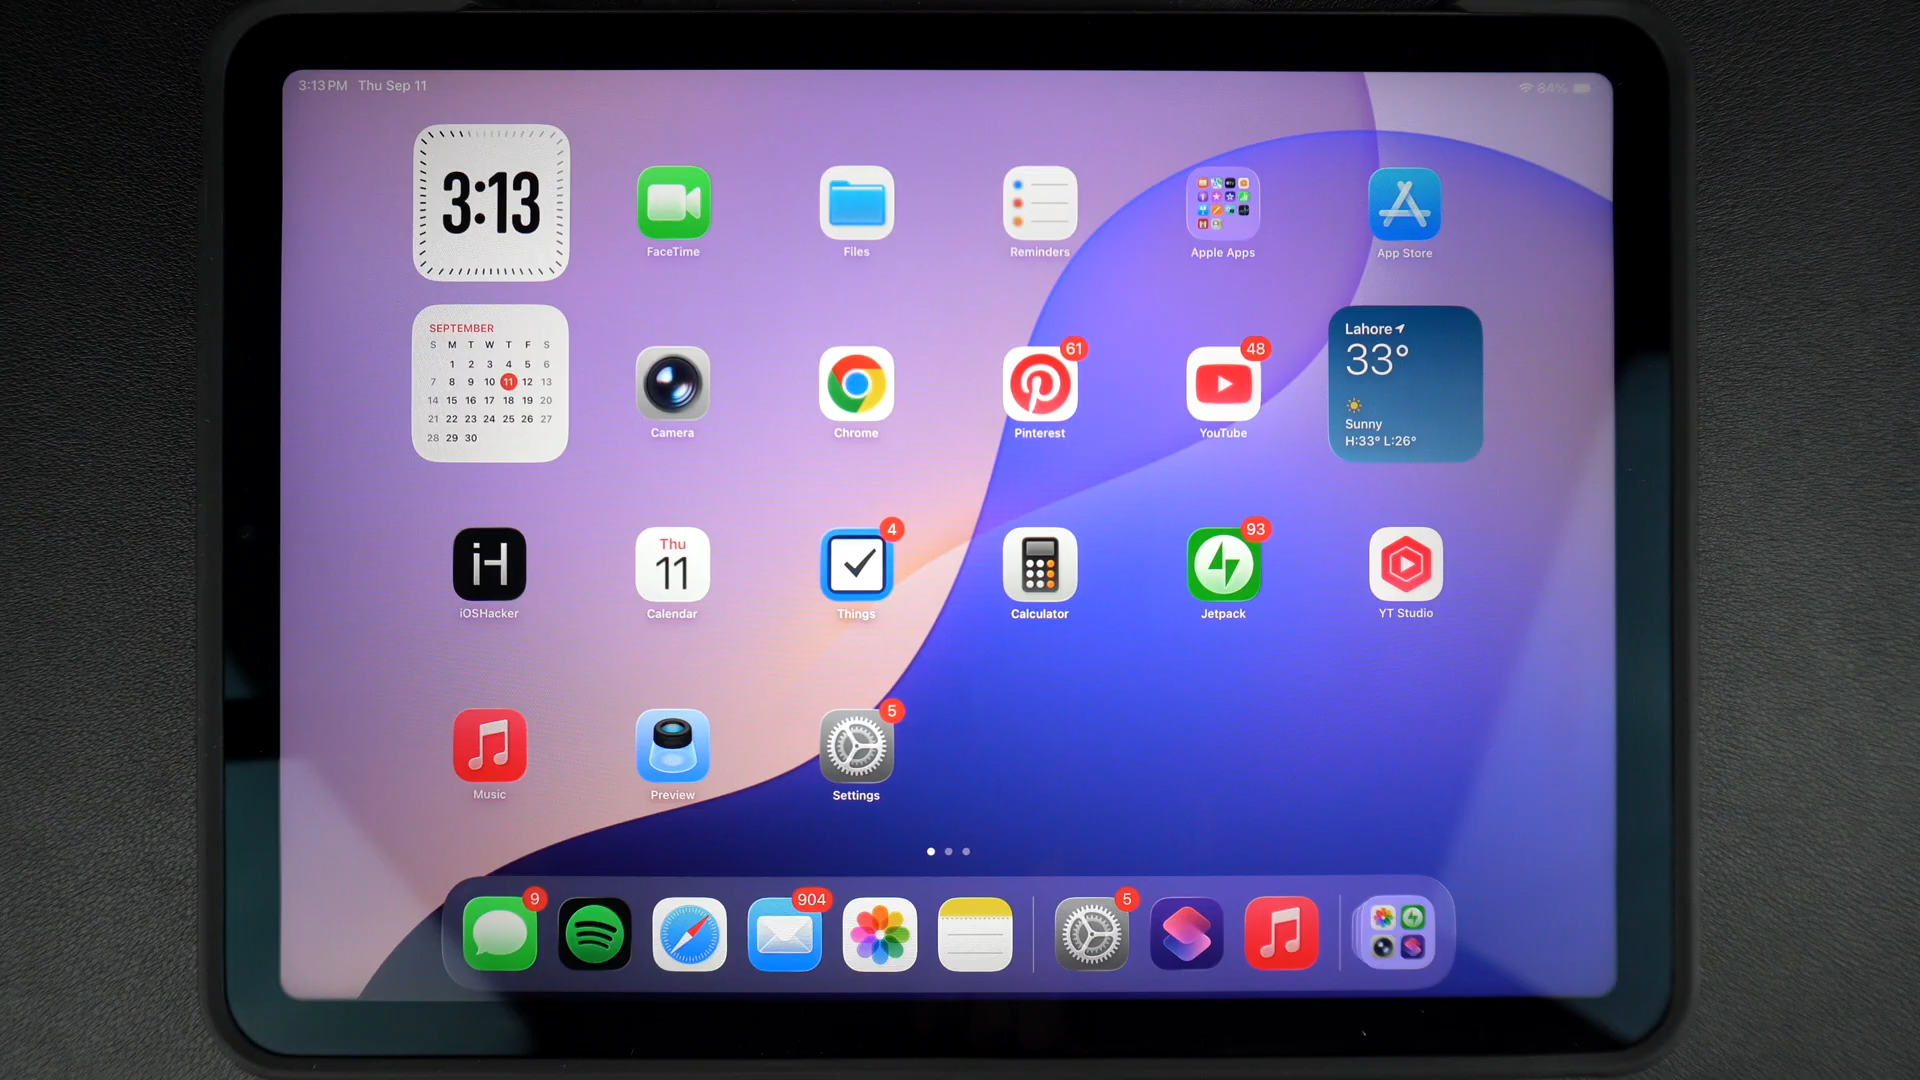 3:13 PM Thu Sep 11
84%
3:13
FaceTime
Files
Reminders
Apple Apps
App Store
SEPTEMBER
S M T W T F S
1 2 3 4 5 6
7 8 9 10 11 12 13
14 15 16 17 18 19 20
21 22 23 24 25 26 27
28 29 30
Camera
Chrome
61
Pinterest
48
YouTube
Lahore
33°
Sunny
H:33° L:26°
iH
iOSHacker
Thu
11
Calendar
4
Things
Calculator
93
Jetpack
YT Studio
Music
Preview
5
Settings
9
904
5